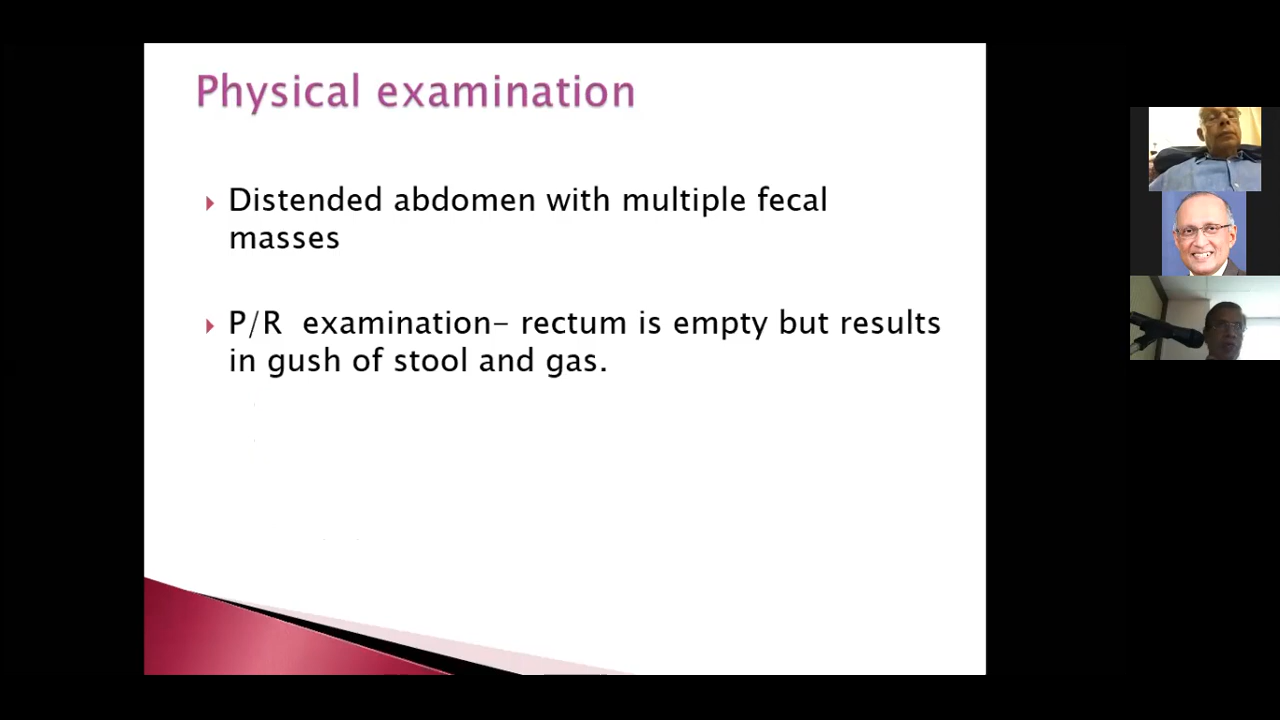 Physical examination
Distended abdomen with multiple fecal
masses
P/R examination- rectum is empty but results
in gush of stool and gas.